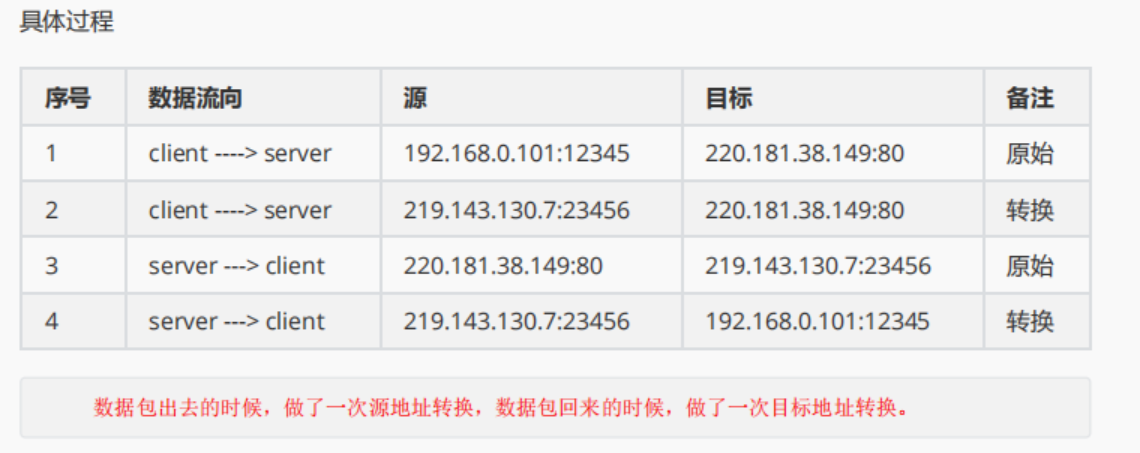 具体过程
序号 数据流向 源 目标 备注
1 client ----> server 192.168.0.101:12345 220.181.38.149:80 原始
2 client ----> server 219.143.130.7:23456 220.181.38.149:80 转换
3 server ---> client 220.181.38.149:80 219.143.130.7:23456 原始
4 server ---> client 219.143.130.7:23456 192.168.0.101:12345 转换
数据包出去的时候，做了一次源地址转换，数据包回来的时候，做了一次目标地址转换。